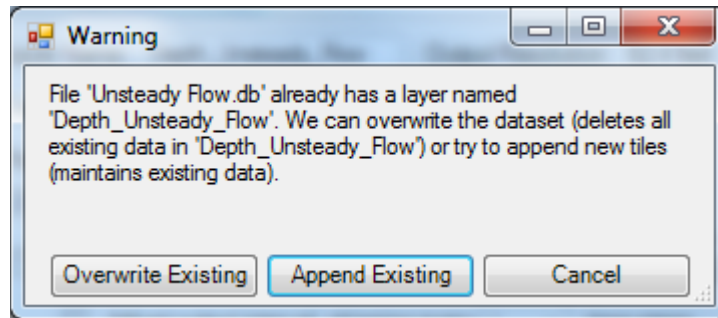 Warning
File 'Unsteady Flow.db' already has a layer named
'Depth_Unsteady_Flow'. We can overwrite the dataset (deletes all
existing data in 'Depth_Unsteady_Flow') or try to append new tiles
(maintains existing data).
Overwrite Existing Append Existing Cancel